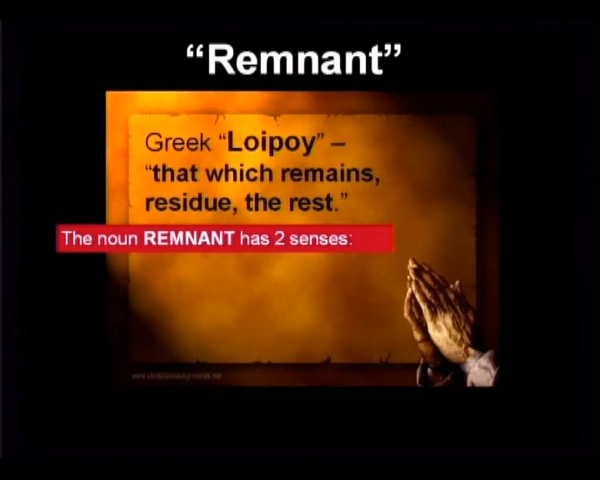 “Remnant”
Greek “Loipoy” –
“that which remains,
residue, the rest.”
The noun REMNANT has 2 senses: